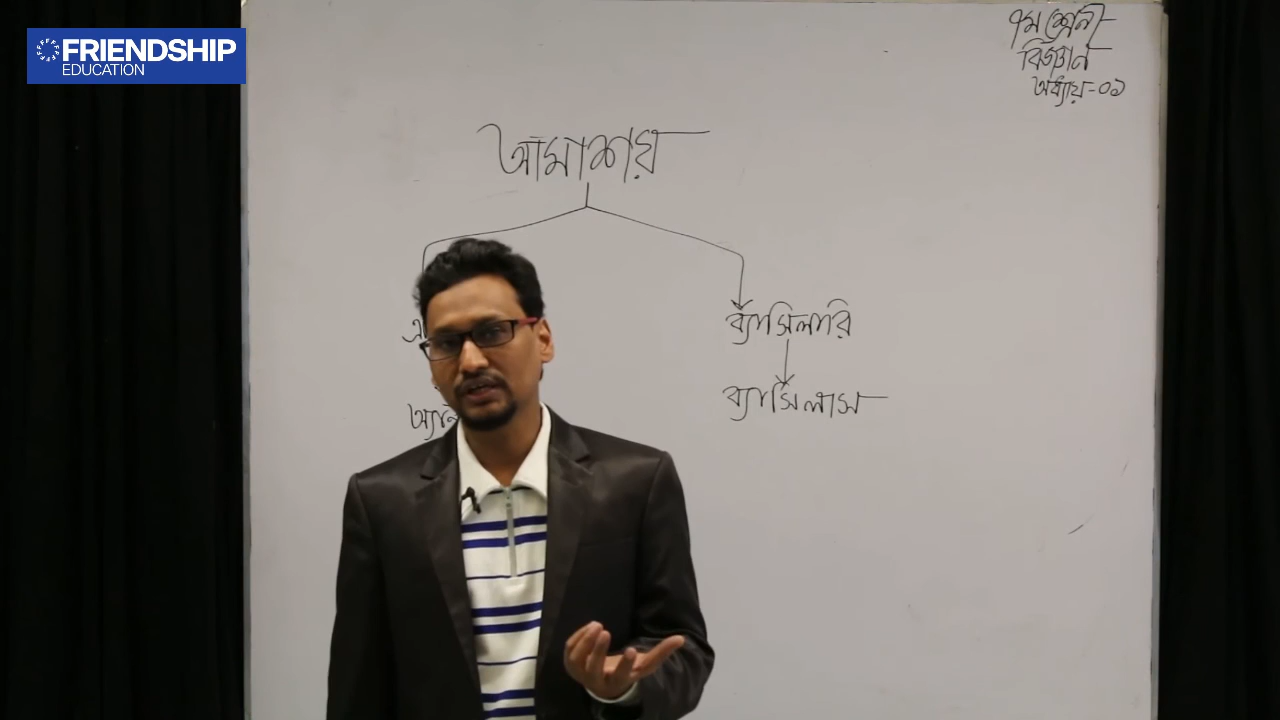 FRIENDSHIP
EDUCATION
৭ম শ্রেনী
বিজ্ঞান
অধ্যায়-০১
আমাশয়
ব্যাসিলারি
ব্যাসিলাস